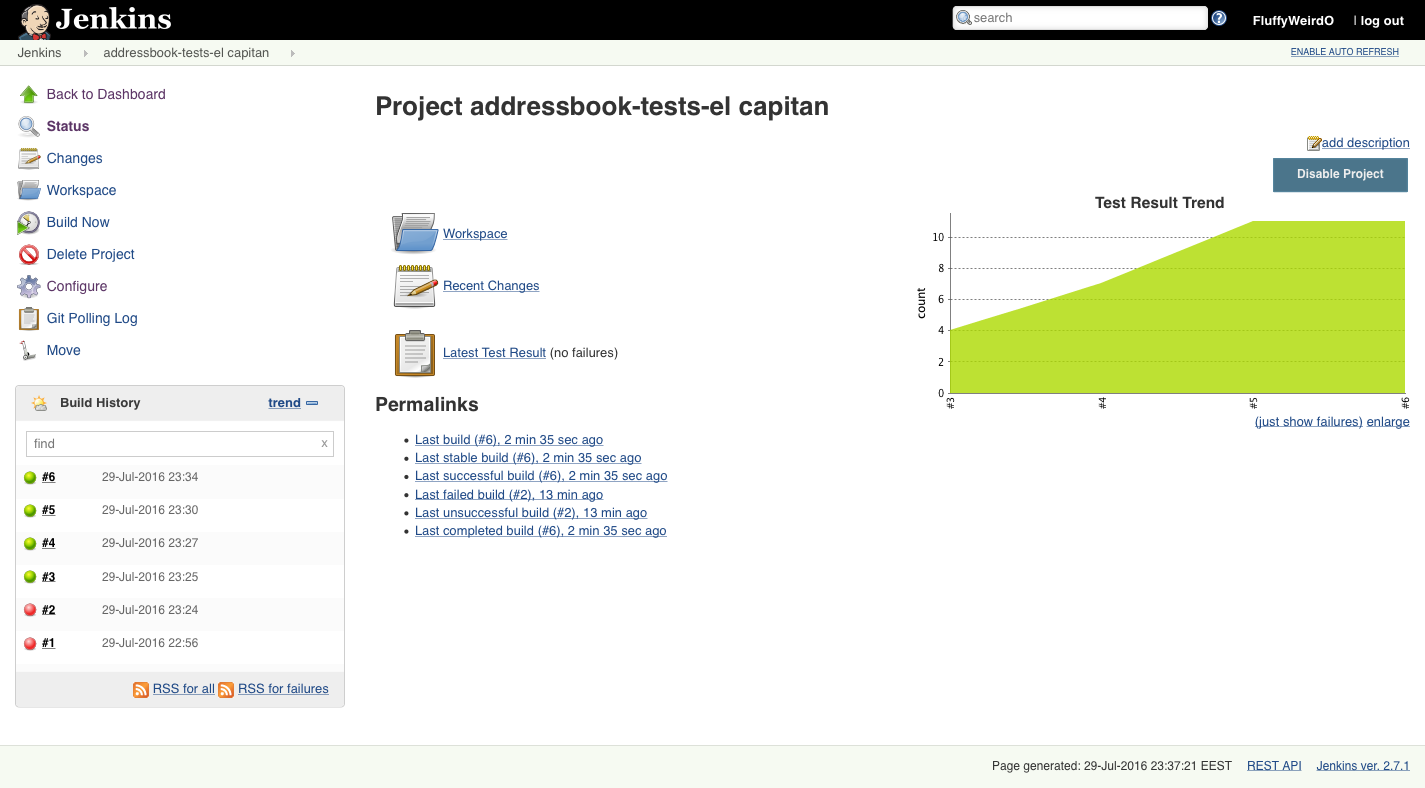 Jenkins
search
?
FluffyWeirdO
| log out
Jenkins
addressbook-tests-el capitan
ENABLE AUTO REFRESH
Back to Dashboard
Status
Changes
Workspace
Build Now
Delete Project
Configure
Git Polling Log
Move
Build History
trend
find
x
#6 29-Jul-2016 23:34
#5 29-Jul-2016 23:30
#4 29-Jul-2016 23:27
#3 29-Jul-2016 23:25
#2 29-Jul-2016 23:24
#1 29-Jul-2016 22:56
RSS for all RSS for failures
Project addressbook-tests-el capitan
add description
Disable Project
Workspace
Recent Changes
Latest Test Result (no failures)
Test Result Trend
count
10
8
6
4
2
0
#3
#4
#5
#6
(just show failures) enlarge
Permalinks
Last build (#6), 2 min 35 sec ago
Last stable build (#6), 2 min 35 sec ago
Last successful build (#6), 2 min 35 sec ago
Last failed build (#2), 13 min ago
Last unsuccessful build (#2), 13 min ago
Last completed build (#6), 2 min 35 sec ago
Page generated: 29-Jul-2016 23:37:21 EEST
REST API
Jenkins ver. 2.7.1